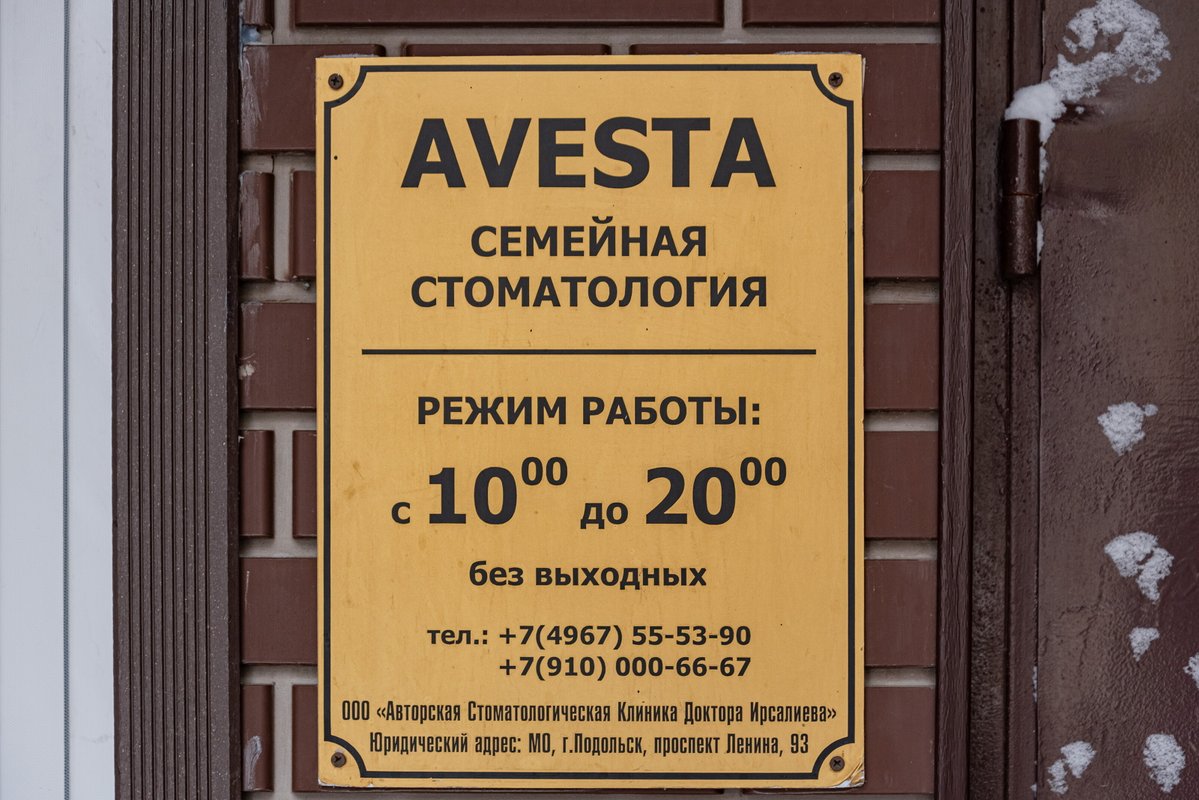 AVESTA
СЕМЕЙНАЯ
СТОМАТОЛОГИЯ
РЕЖИМ РАБОТЫ:
с 10⁰⁰ до 20⁰⁰
без выходных
тел.: +7(4967) 55-53-90
+7(910) 000-66-67
ООО «Авторская Стоматологическая Клиника Доктора Ирсалиева»
Юридический адрес: МО, г.Подольск, проспект Ленина, 93